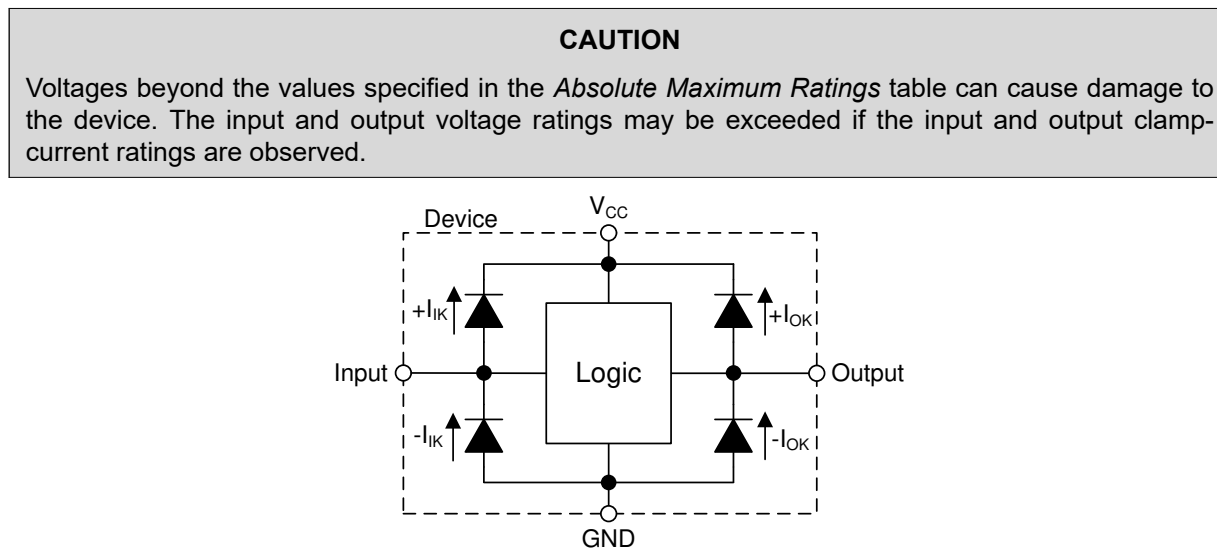 CAUTION
Voltages beyond the values specified in the Absolute Maximum Ratings table can cause damage to
the device. The input and output voltage ratings may be exceeded if the input and output clamp-
current ratings are observed.
VCC
Device
+IIK
+IOK
Input
Logic
Output
-IIK
-IOK
GND